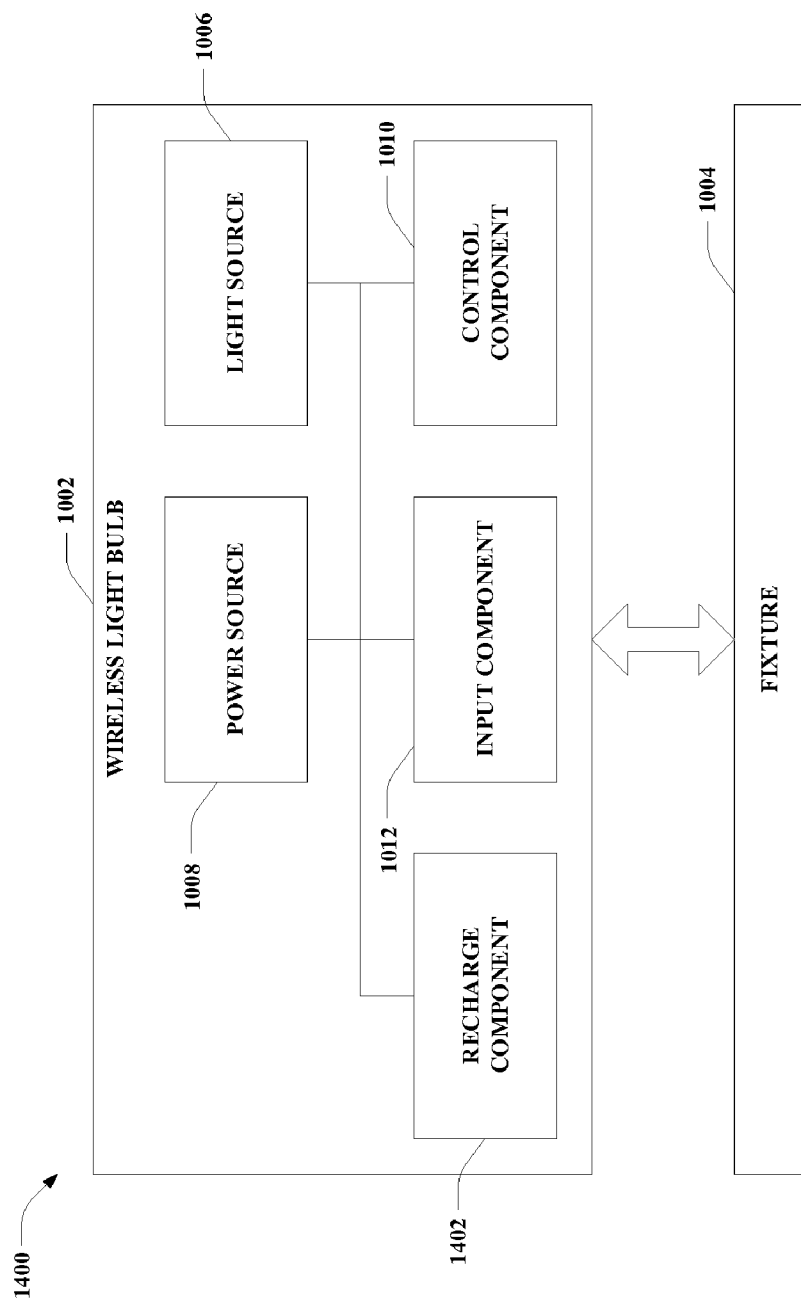 1400
1002
WIRELESS LIGHT BULB
1008
POWER SOURCE
LIGHT SOURCE
1006
1402
RECHARGE
COMPONENT
1012
INPUT COMPONENT
CONTROL
COMPONENT
1010
FIXTURE
1004